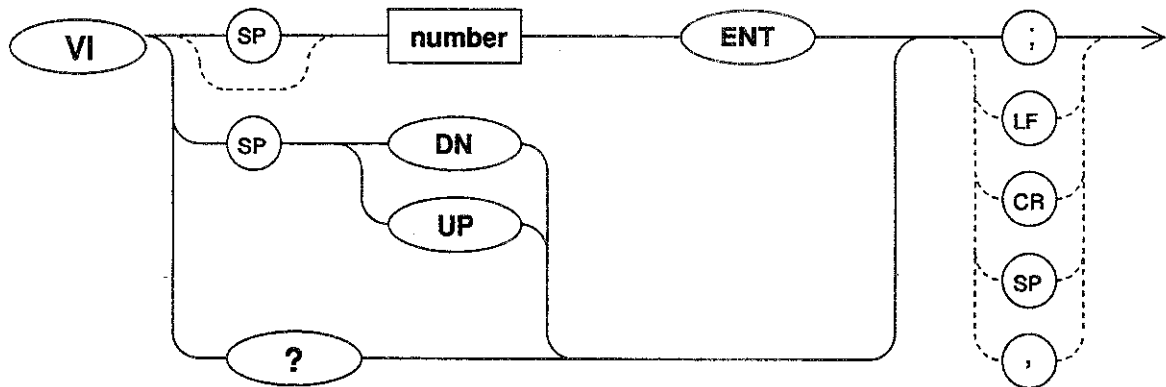 VI SP number ENT ;
LF
SP DN
CR
UP
SP
? ,